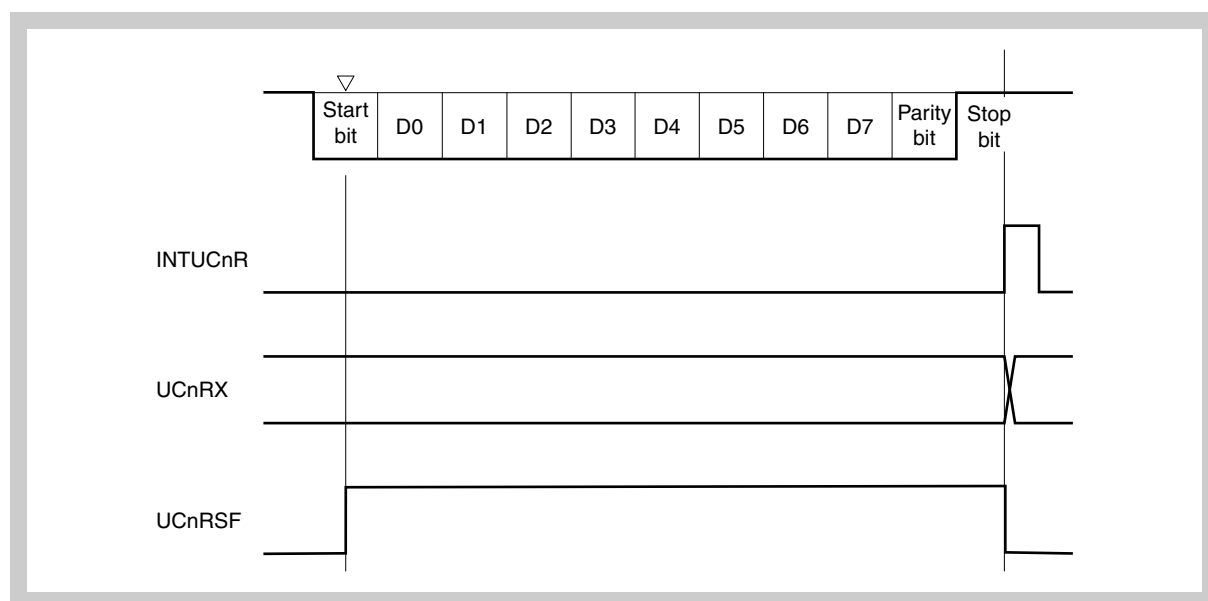 Start
bit
D0
D1
D2
D3
D4
D5
D6
D7
Parity
bit
Stop
bit
INTUCnR
UCnRX
UCnRSF